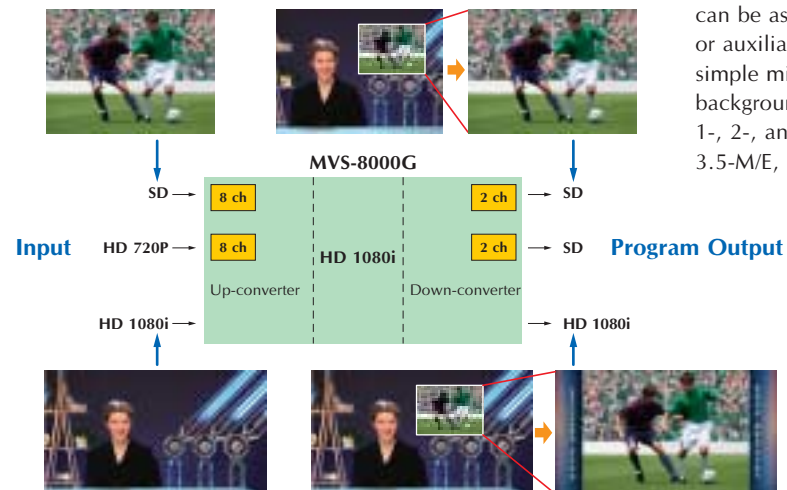 can be as
or auxilia
simple mi
background
1-, 2-, an
3.5-M/E,
MVS-8000G
SD 8 ch 2 ch SD
Input HD 720P 8 ch HD 1080i 2 ch SD Program Output
Up-converter Down-converter
HD 1080i HD 1080i